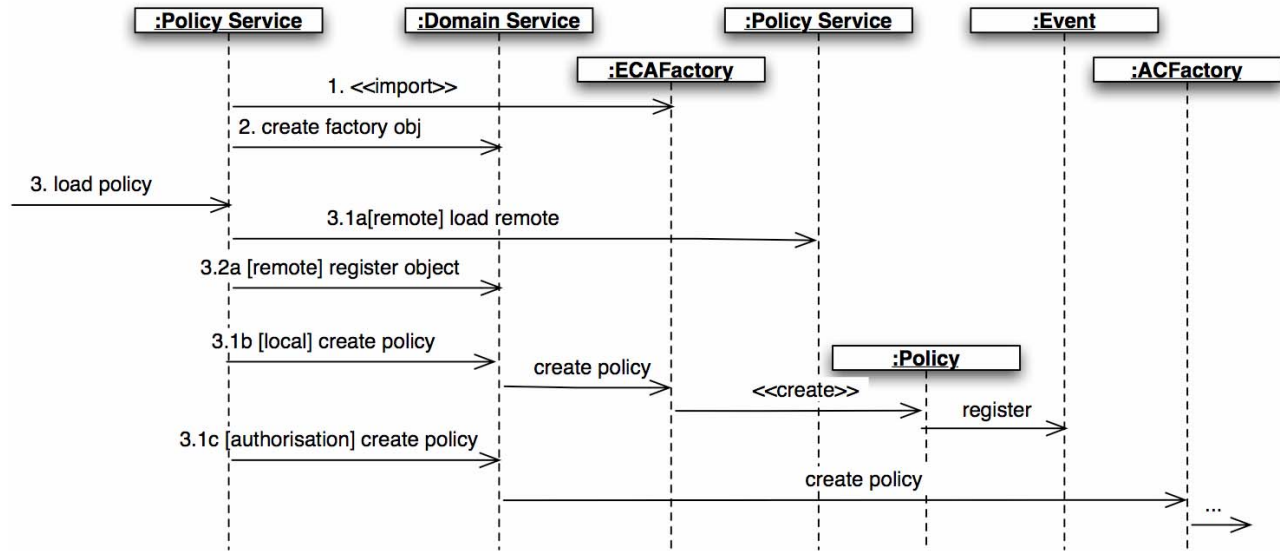 :Policy Service
:Domain Service
:Policy Service
:Event
:ECAFactory
:ACFactory
1. <<import>>
2. create factory obj
3. load policy
3.1a[remote] load remote
3.2a [remote] register object
3.1b [local] create policy
:Policy
create policy
<<create>>
register
3.1c [authorisation] create policy
create policy
...